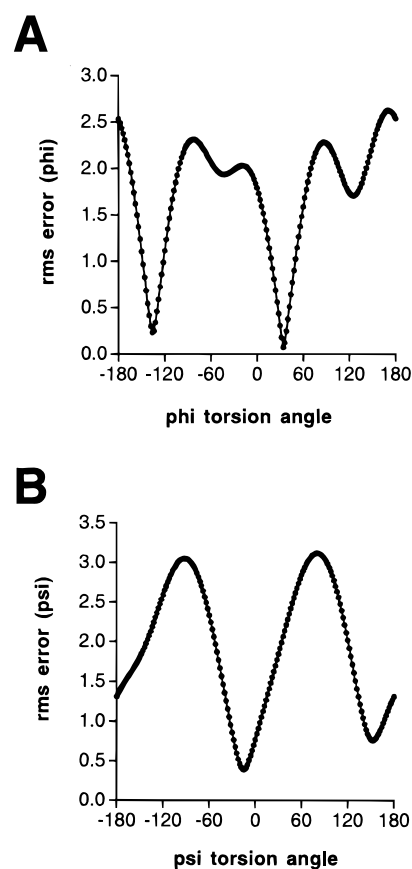 A
3.0
2.5
2.0
1.5
1.0
0.5
0.0
rms error (phi)
-180 -120 -60 0 60 120 180
phi torsion angle
B
3.5
3.0
2.5
2.0
1.5
1.0
0.5
0.0
rms error (psi)
-180 -120 -60 0 60 120 180
psi torsion angle